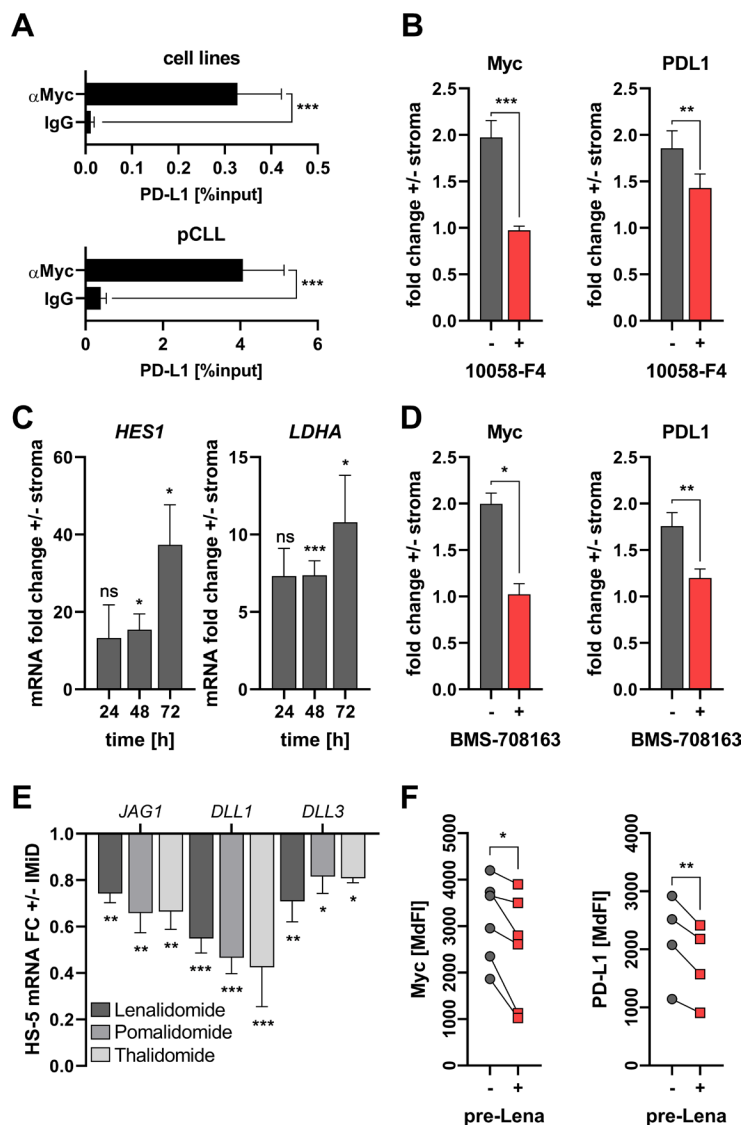 A
cell lines
αMyc
IgG
***
0.0 0.1 0.2 0.3 0.4 0.5
PD-L1 [%input]
pCLL
αMyc
IgG
***
0 2 4 6
PD-L1 [%input]
B
Myc
fold change +/- stroma
2.5
2.0
1.5
1.0
0.5
0.0
***
- +
10058-F4
PDL1
fold change +/- stroma
2.5
2.0
1.5
1.0
0.5
0.0
**
- +
10058-F4
C
HES1
mRNA fold change +/- stroma
60
40
20
0
ns * *
24 48 72
time [h]
LDHA
mRNA fold change +/- stroma
15
10
5
0
ns *** *
24 48 72
time [h]
D
Myc
fold change +/- stroma
2.5
2.0
1.5
1.0
0.5
0.0
*
- +
BMS-708163
PDL1
fold change +/- stroma
2.5
2.0
1.5
1.0
0.5
0.0
**
- +
BMS-708163
E
JAG1 DLL1 DLL3
HS-5 mRNA FC +/- IMiD
1.0
0.8
0.6
0.4
0.2
0.0
** ** **
*** *** ***
** * *
Lenalidomide
Pomalidomide
Thalidomide
F
Myc [MdFI]
5000
4000
3000
2000
1000
0
*
- +
pre-Lena
PD-L1 [MdFI]
4000
3000
2000
1000
0
**
- +
pre-Lena